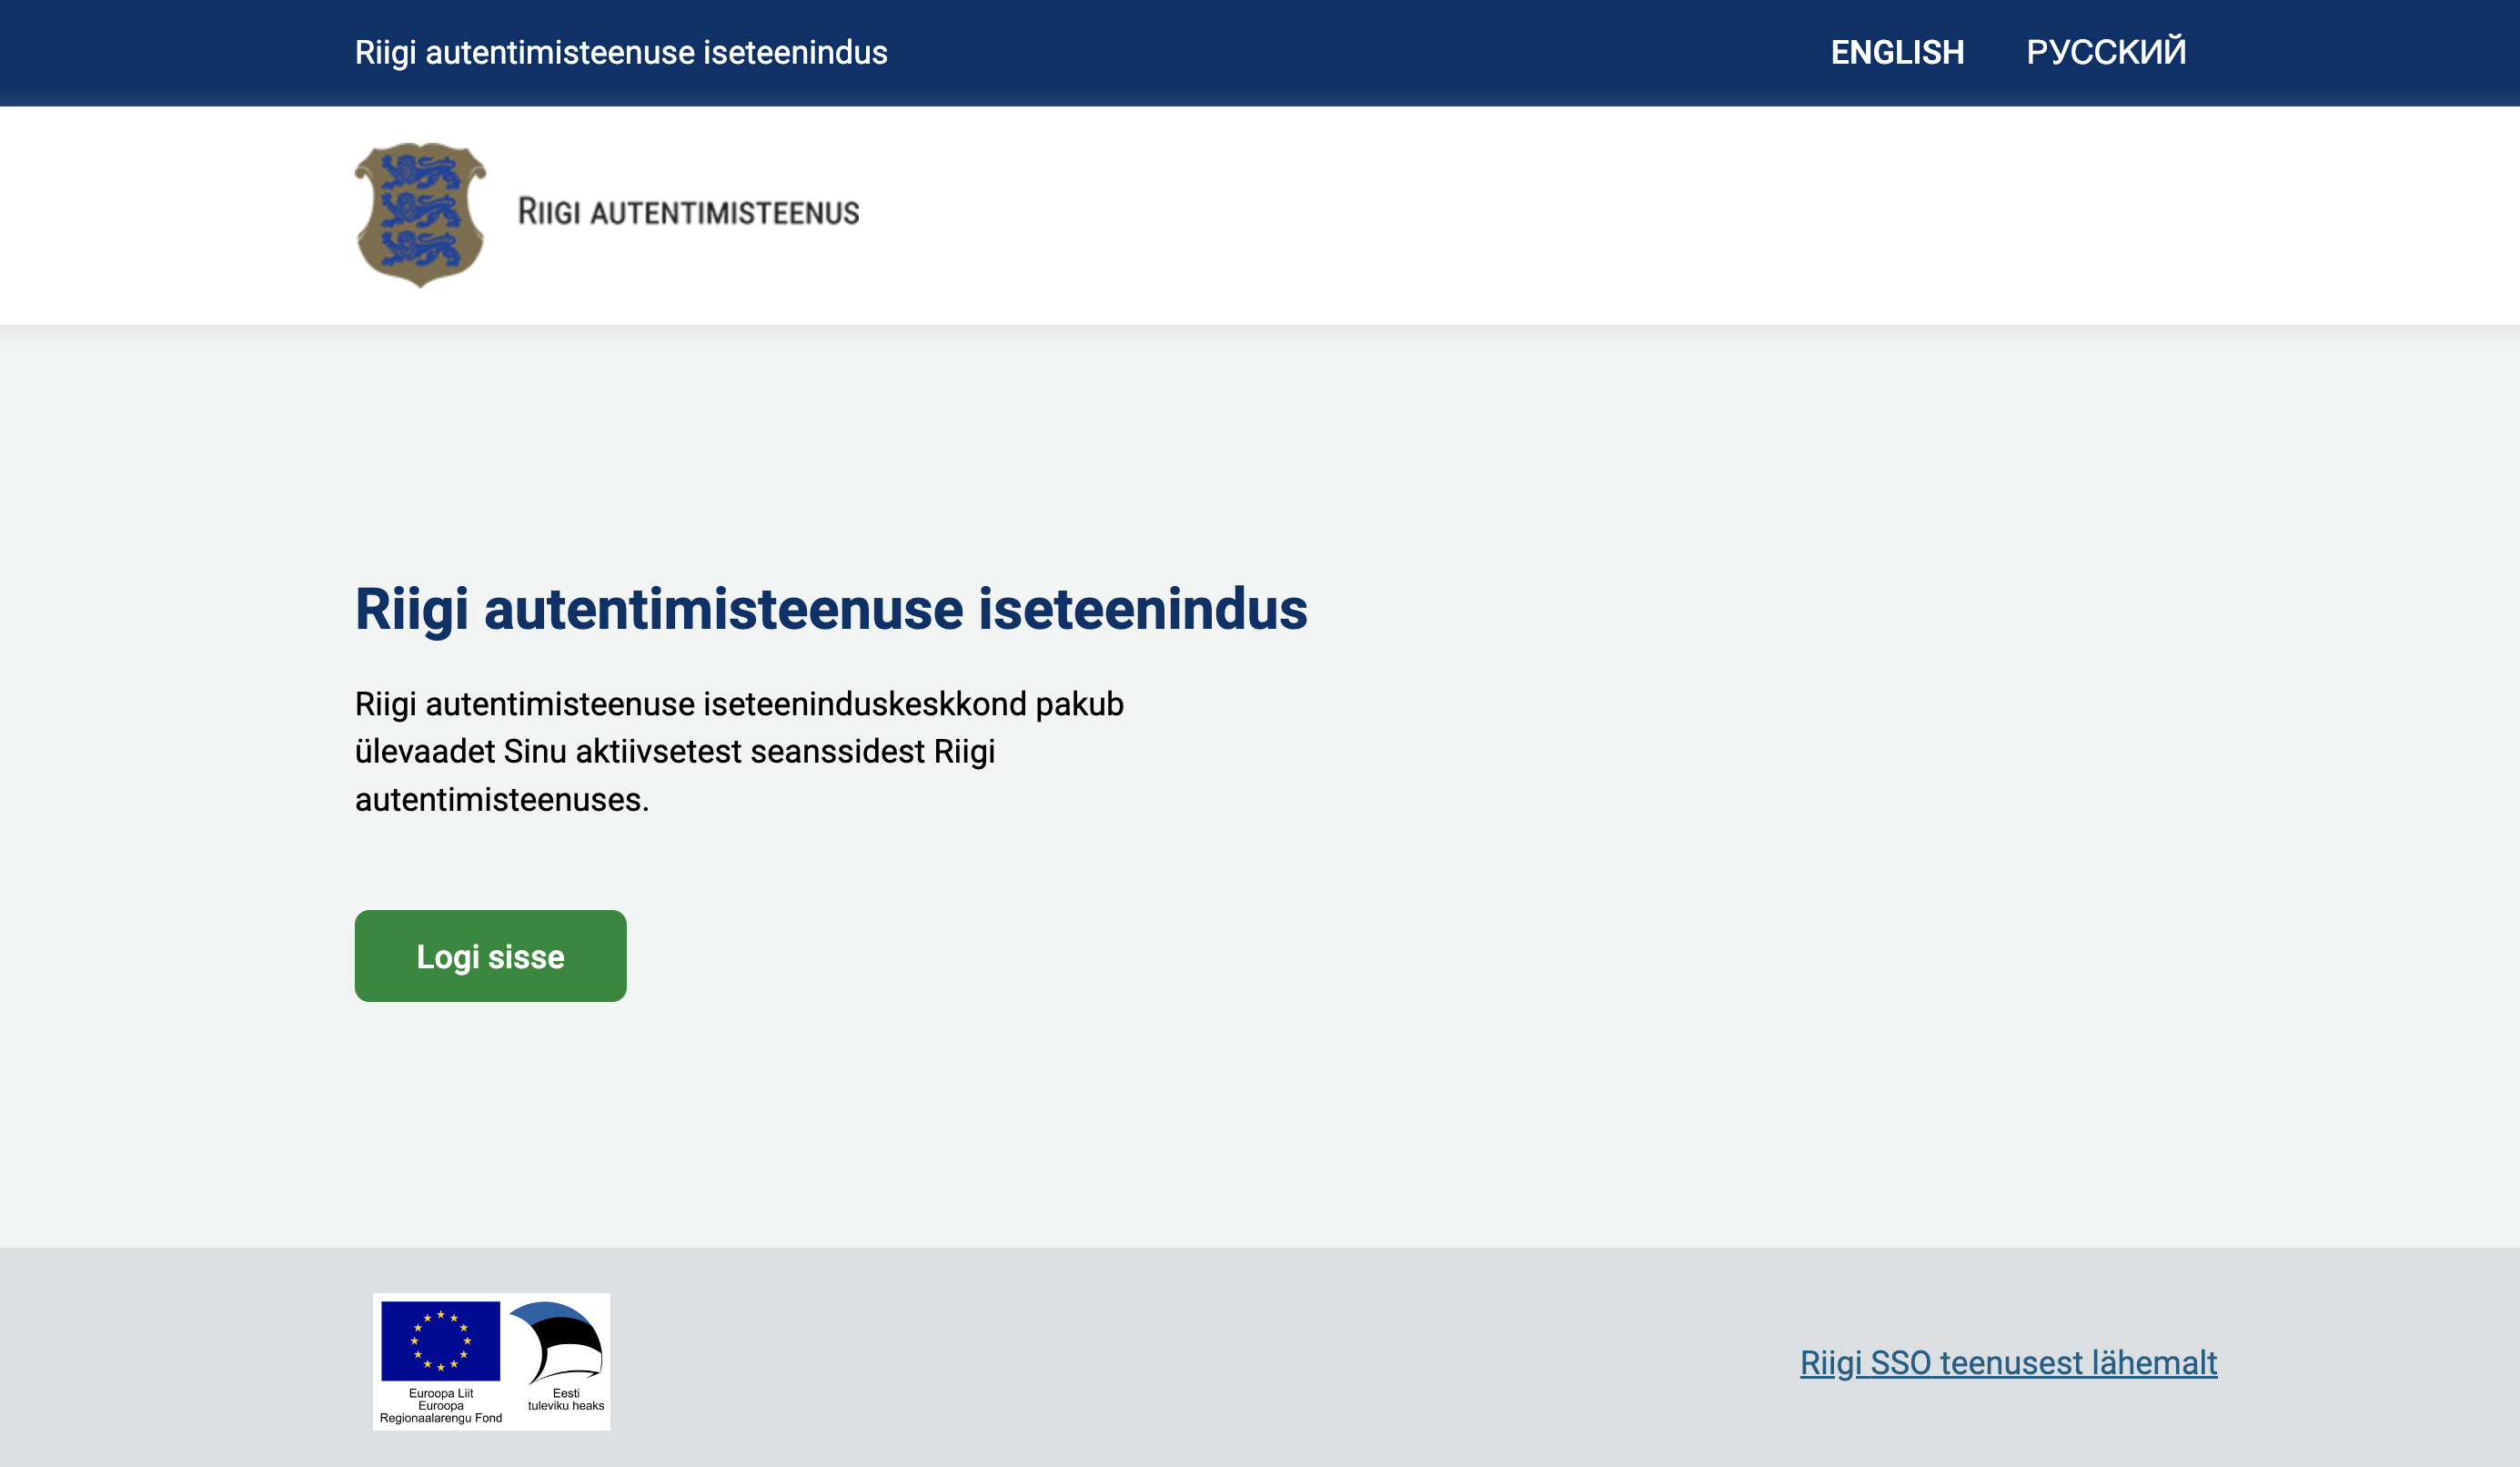 Riigi autentimisteenuse iseteenindus
ENGLISH РУССКИЙ
RIIGI AUTENTIMISTEENUS
Riigi autentimisteenuse iseteenindus
Riigi autentimisteenuse iseteeninduskeskkond pakub
ülevaadet Sinu aktiivsetest seanssidest Riigi
autentimisteenuses.
Logi sisse
Euroopa Liit
Euroopa
Regionaalarengu Fond
Eesti
tuleviku heaks
Riigi SSO teenusest lähemalt